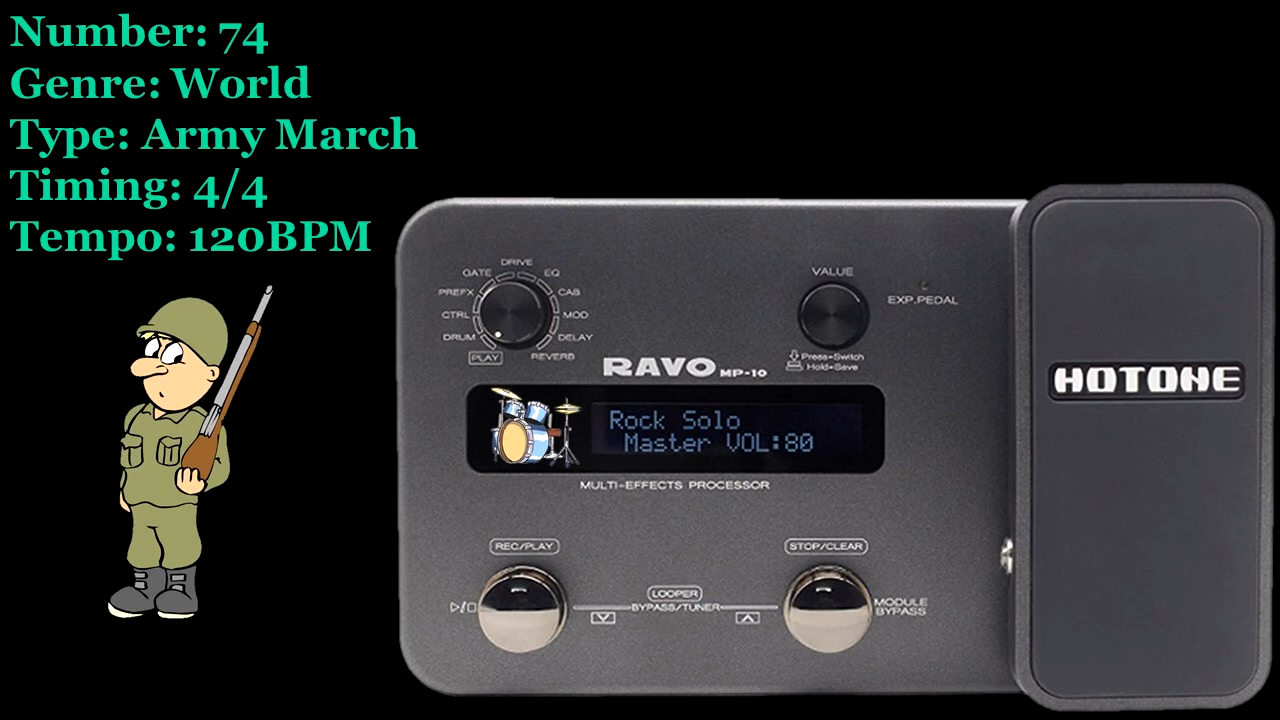 Number: 74
Genre: World
Type: Army March
Timing: 4/4
Tempo: 120BPM
DRIVE
GATE
EQ
PREFX
CAB
CTRL
MOD
DRUM
DELAY
PLAY
REVERB
VALUE
EXP.PEDAL
Press=Switch
Hold=Save
RAVO MP-10
HOTONE
Rock Solo
Master VOL:80
MULTI-EFFECTS PROCESSOR
REC/PLAY
STOP/CLEAR
LOOPER
BYPASS/TUNER
MODULE
BYPASS